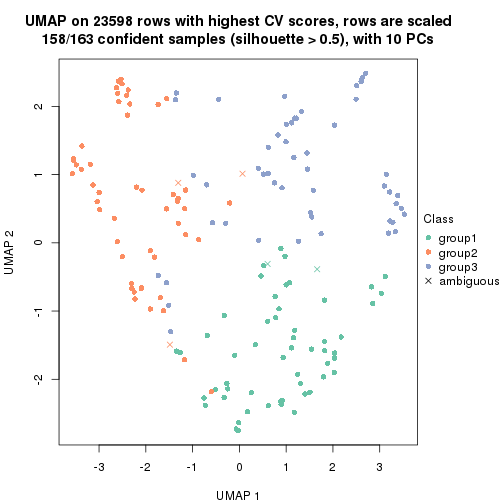 UMAP on 23598 rows with highest CV scores, rows are scaled
158/163 confident samples (silhouette > 0.5), with 10 PCs
UMAP 2
2
1
0
-1
-2
-3
-2
-1
0
1
2
3
UMAP 1
Class
group1
group2
group3
ambiguous